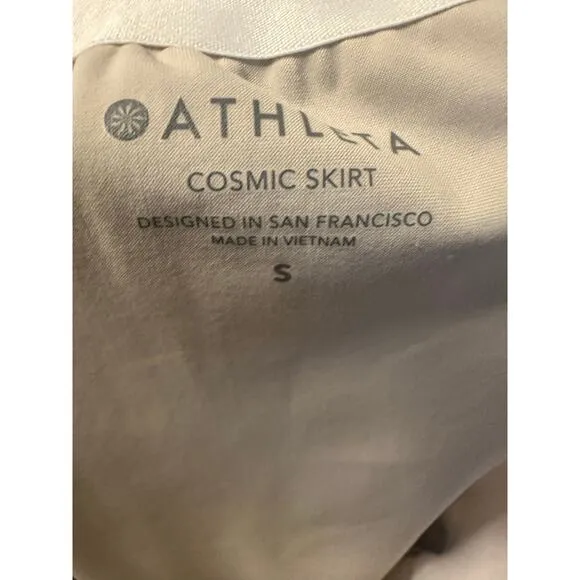 ATHLETA
COSMIC SKIRT
DESIGNED IN SAN FRANCISCO
MADE IN VIETNAM
S